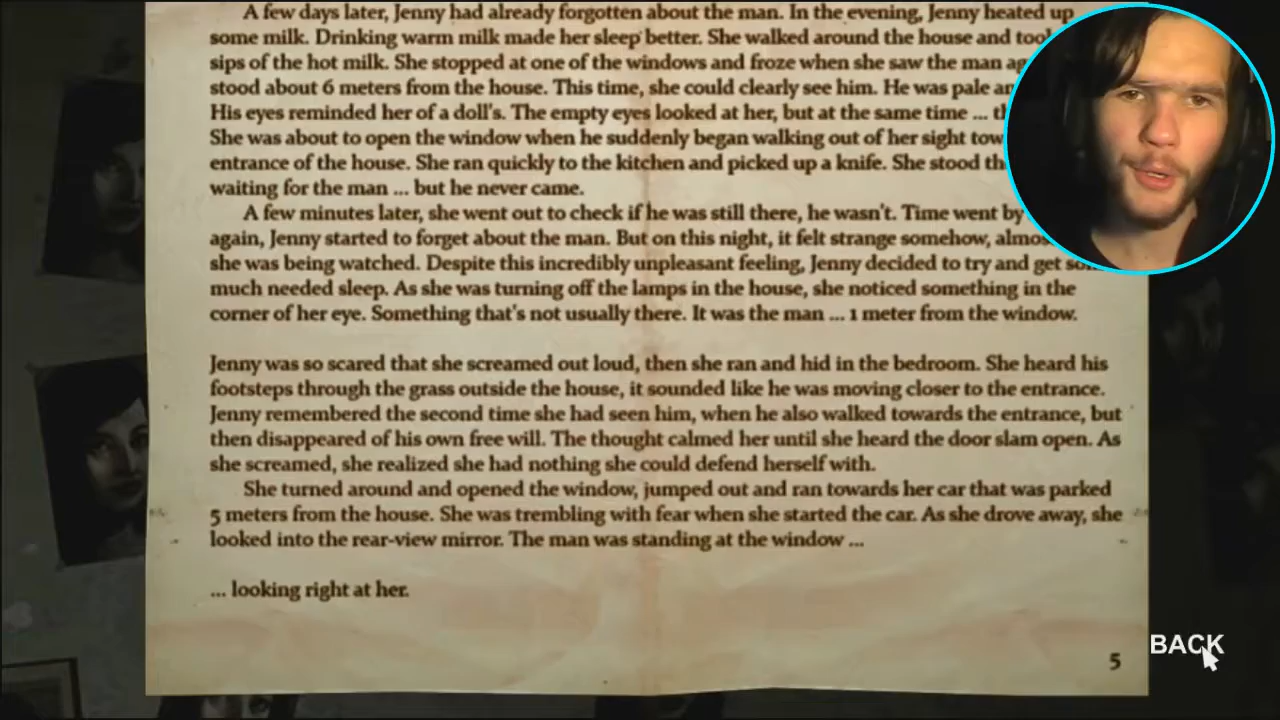 A few days later, Jenny had already forgotten about the man. In the evening, Jenny heated up
some milk. Drinking warm milk made her sleep better. She walked around the house and
sips of the hot milk. She stopped at one of the windows and froze when she saw the man
stood about 6 meters from the house. This time, she could clearly see him. He was pale
His eyes reminded her of a doll's. The empty eyes looked at her, but at the same time ...
She was about to open the window when he suddenly began walking out of her sight
entrance of the house. She ran quickly to the kitchen and picked up a knife. She stood
waiting for the man ... but he never came.
A few minutes later, she went out to check if he was still there, he wasn't. Time went by
again, Jenny started to forget about the man. But on this night, it felt strange somehow,
she was being watched. Despite this incredibly unpleasant feeling, Jenny decided to try and get
much needed sleep. As she was turning off the lamps in the house, she noticed something in the
corner of her eye. Something that's not usually there. It was the man ... 1 meter from the window.
Jenny was so scared that she screamed out loud, then she ran and hid in the bedroom. She heard his
footsteps through the grass outside the house, it sounded like he was moving closer to the entrance.
Jenny remembered the second time she had seen him, when he also walked towards the entrance, but
then disappeared of his own free will. The thought calmed her until she heard the door slam open. As
she screamed, she realized she had nothing she could defend herself with.
She turned around and opened the window, jumped out and ran towards her car that was parked
5 meters from the house. She was trembling with fear when she started the car. As she drove away, she
looked into the rear-view mirror. The man was standing at the window ...
... looking right at her.
BACK
5